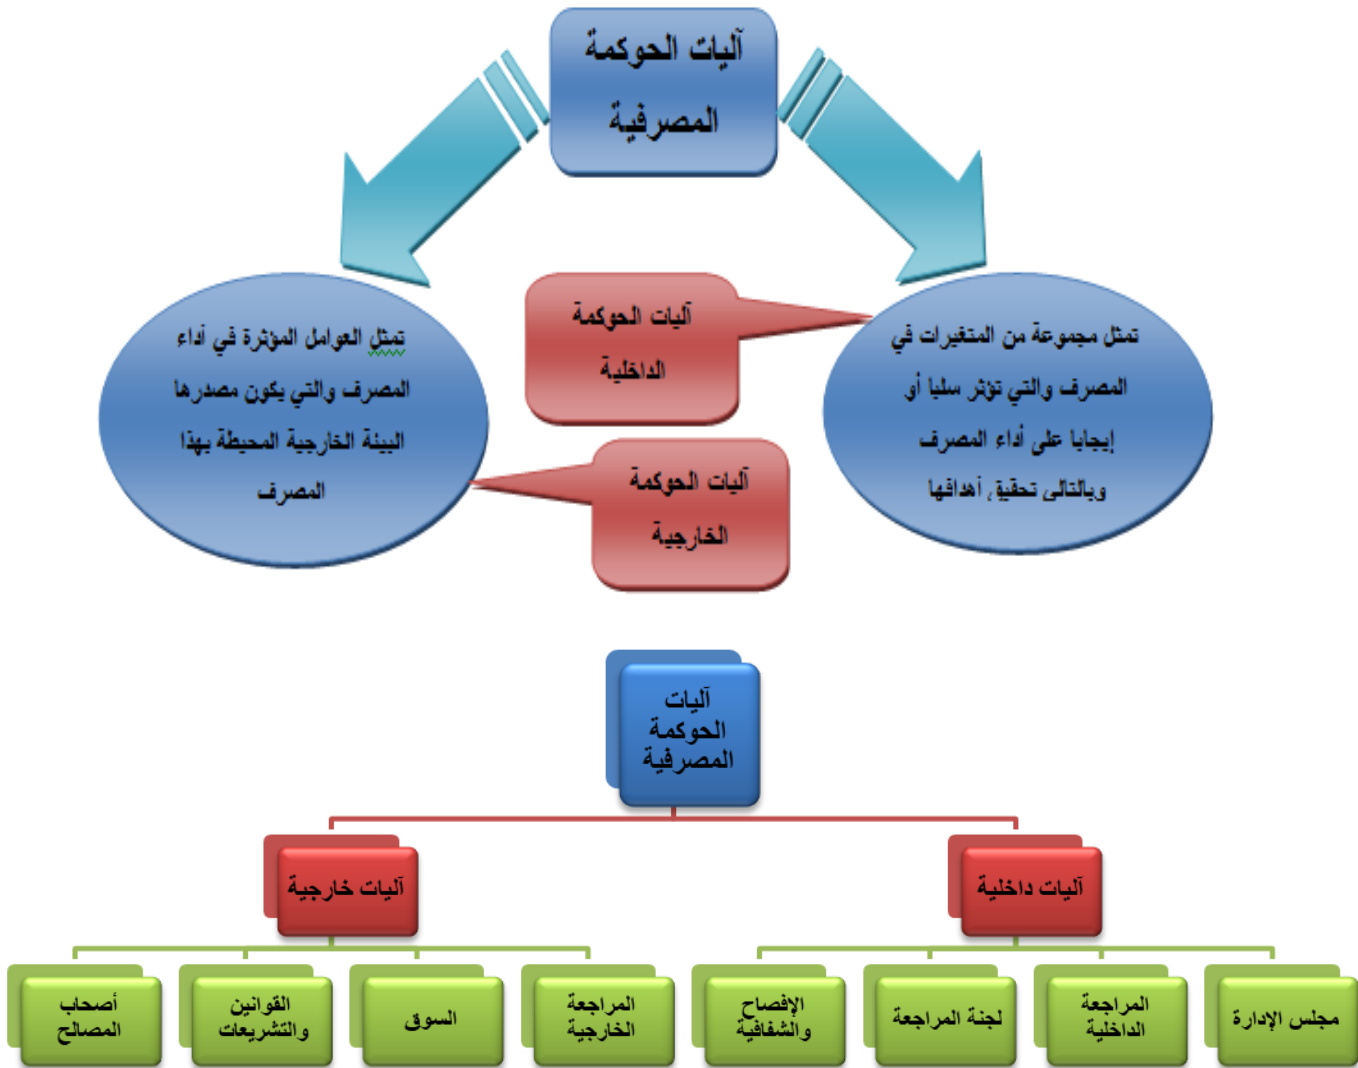 آليات الحوكمة
المصرفية
تمثل مجموعة من المتغيرات في
المصرف والتي تؤثر سلبا أو
إيجابا على أداء المصرف
وبالتالي تحقيق أهدافها
آليات الحوكمة
الداخلية
تمثل العوامل المؤثرة في أداء
المصرف والتي يكون مصدرها
البيئة الخارجية المحيطة بهذا
المصرف
آليات الحوكمة
الخارجية
آليات
الحوكمة
المصرفية
آليات داخلية
آليات خارجية
مجلس الإدارة
المراجعة
الداخلية
لجنة المراجعة
الإفصاح
والشفافية
المراجعة
الخارجية
السوق
القوانين
والتشريعات
أصحاب
المصالح